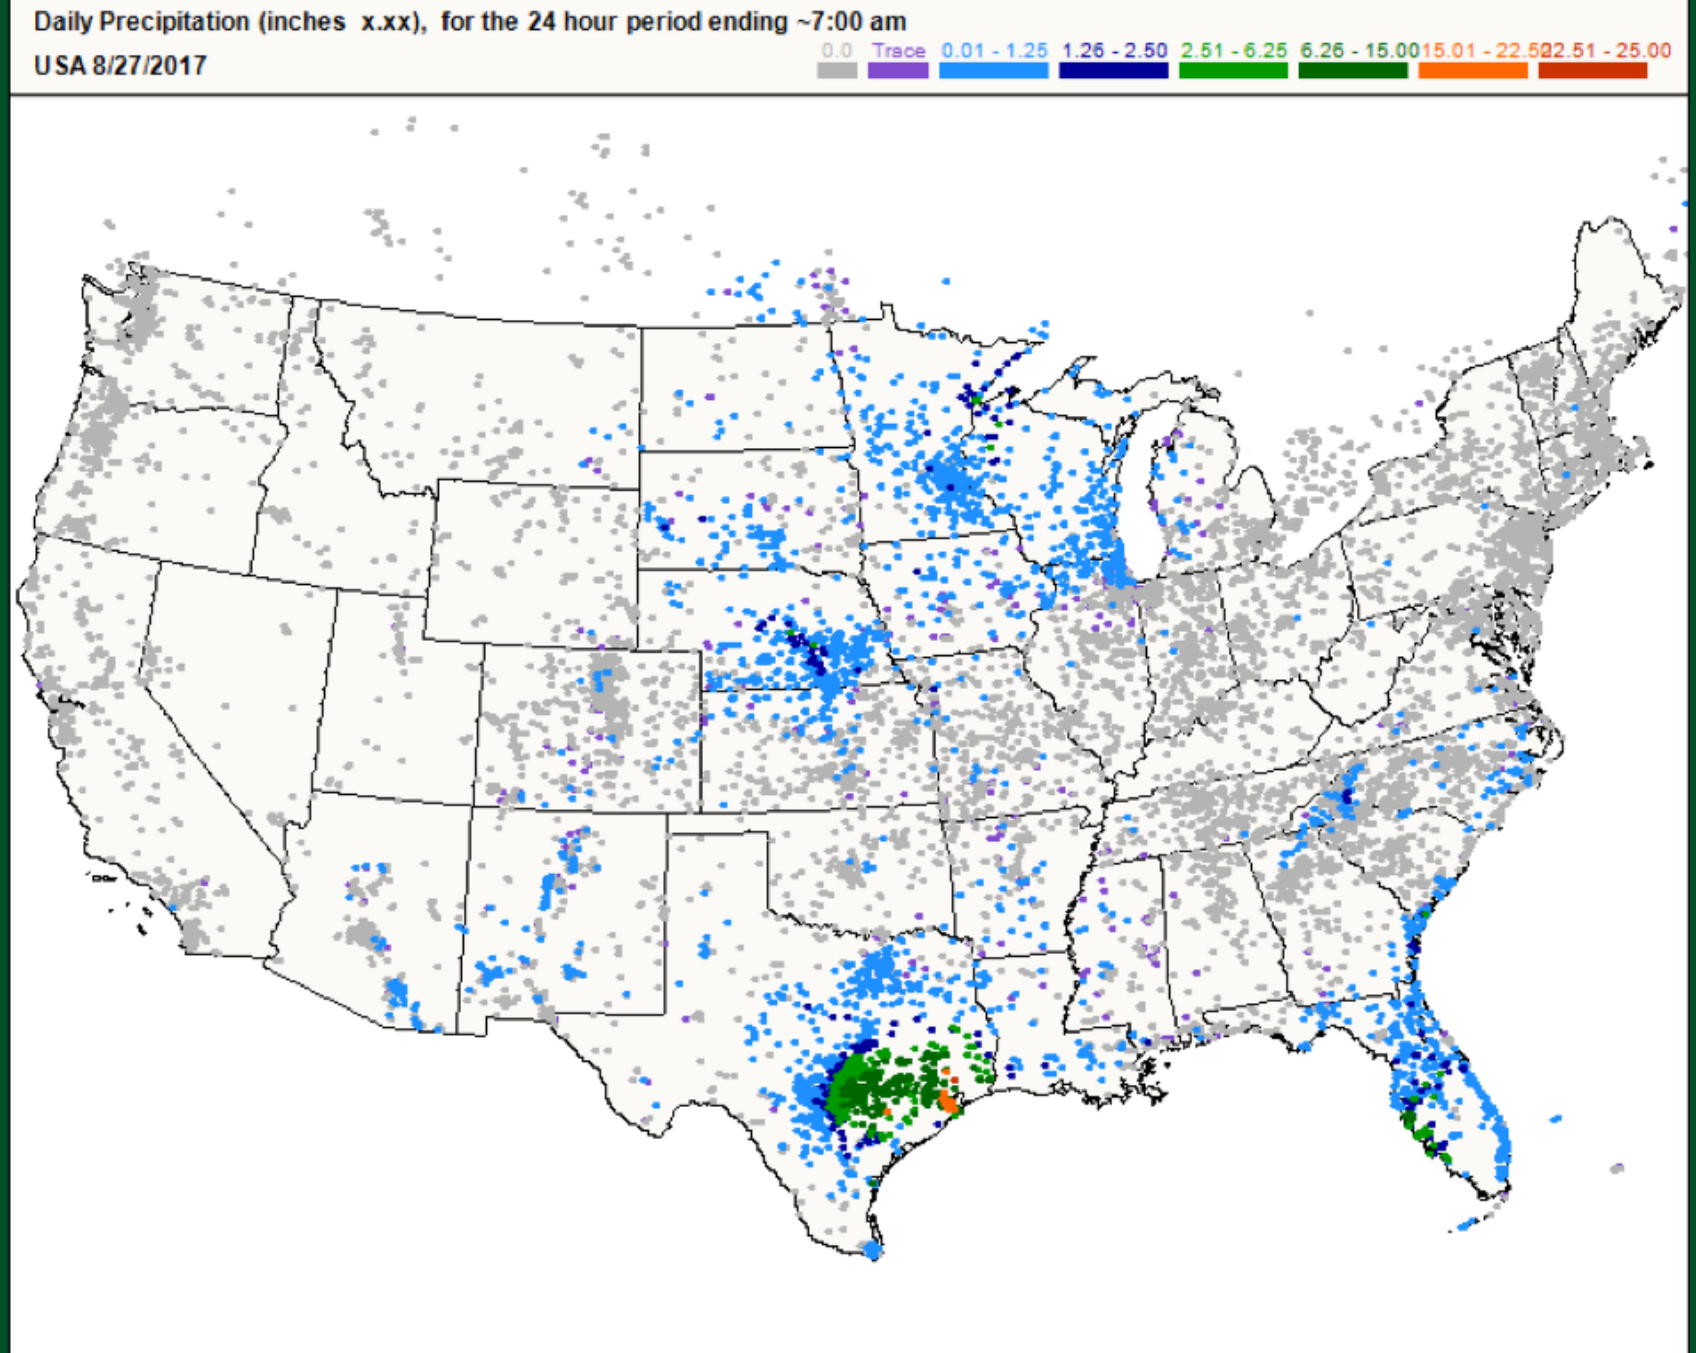 Daily Precipitation (inches x.xx), for the 24 hour period ending ~7:00 am
USA 8/27/2017
0.0 Trace 0.01 - 1.25 1.26 - 2.50 2.51 - 6.25 6.26 - 15.00 15.01 - 22.50 22.51 - 25.00